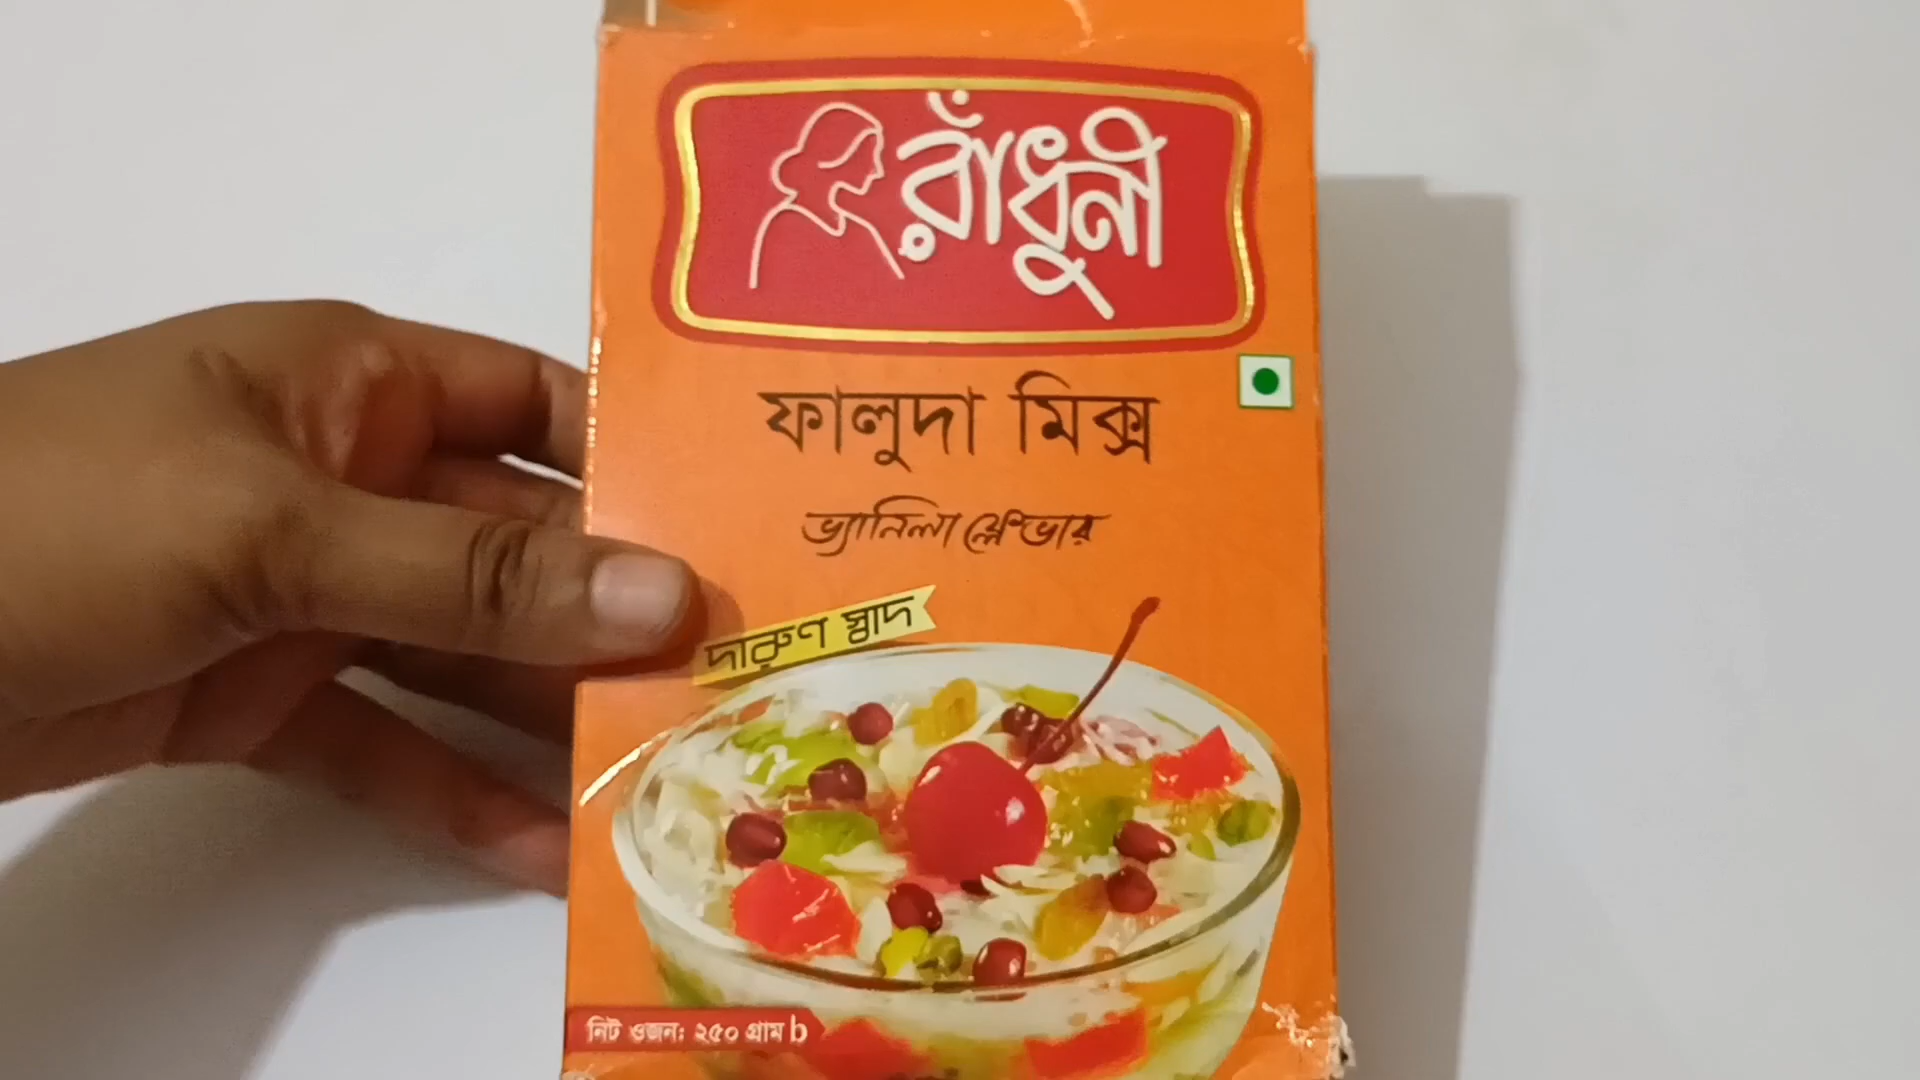 রাঁধুনী
ফালুদা মিক্স
ভ্যানিলা ফ্লেভার
দারুণ স্বাদ
নিট ওজন: ২৫০ গ্রাম b